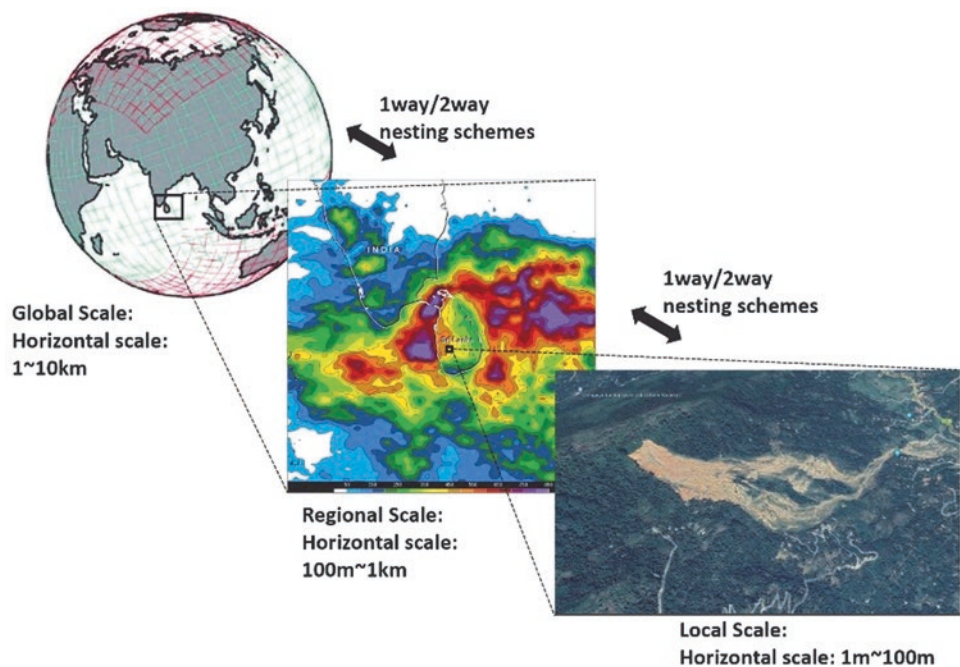 1way/2way
nesting schemes
INDIA
1way/2way
nesting schemes
Global Scale:
Horizontal scale:
1~10km
Regional Scale:
Horizontal scale:
100m~1km
Local Scale:
Horizontal scale: 1m~100m